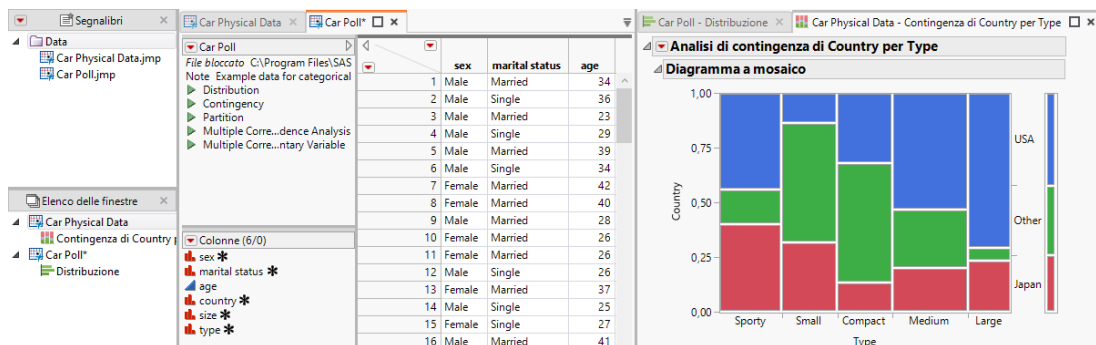 Segnalibri
Data
Car Physical Data.jmp
Car Poll.jmp
Elenco delle finestre
Car Physical Data
Contingenza di Country p
Car Poll*
Distribuzione
Car Physical Data
Car Poll*
Car Poll
File bloccato C:\Program Files\SAS
Note Example data for categorical
Distribution
Contingency
Partition
Multiple Corre...dence Analysis
Multiple Corre...ntary Variable
Colonne (6/0)
sex
marital status
age
country
size
type
sex marital status age
1 Male Married 34
2 Male Single 36
3 Male Married 23
4 Male Single 29
5 Male Married 39
6 Male Single 34
7 Female Married 42
8 Female Married 40
9 Male Married 28
10 Female Married 26
11 Female Married 26
12 Male Single 26
13 Female Married 37
14 Male Single 25
15 Female Single 27
16 Male Married 41
Car Poll - Distribuzione
Car Physical Data - Contingenza di Country per Type
Analisi di contingenza di Country per Type
Diagramma a mosaico
1,00
0,75
0,50
0,25
0,00
Country
USA
Other
Japan
Sporty Small Compact Medium Large
Type